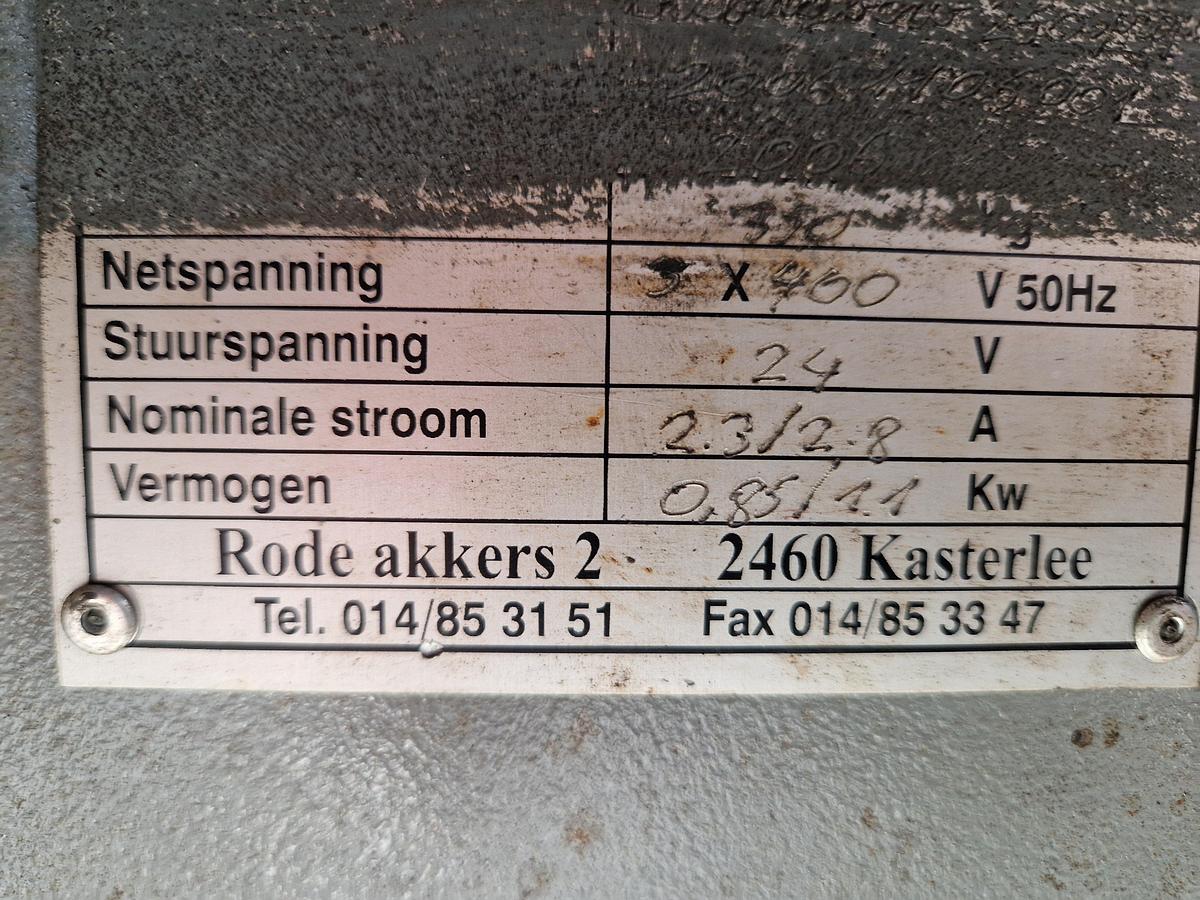 2006
330 kg
Netspanning 3 X 400 V 50Hz
Stuurspanning 24 V
Nominale stroom 2.3/2.8 A
Vermogen 0,85/1.1 Kw
Rode akkers 2 · 2460 Kasterlee
Tel. 014/85 31 51 Fax 014/85 33 47